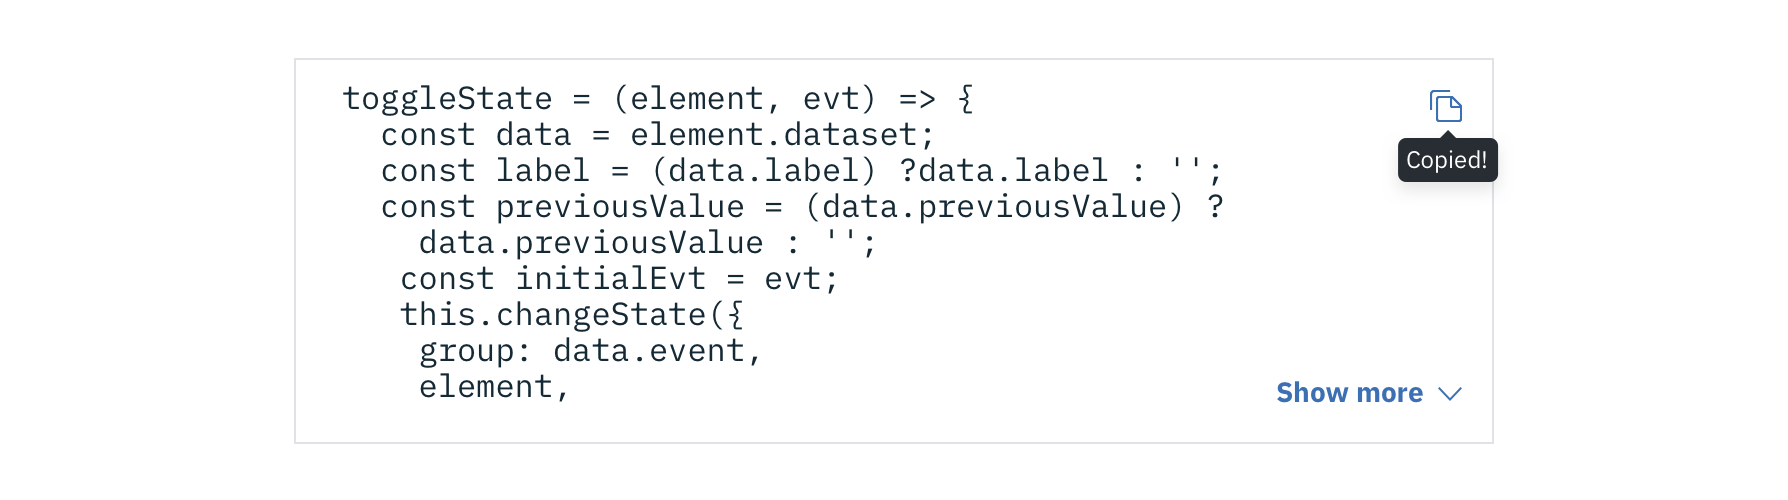 toggleState = (element, evt) => {
  const data = element.dataset;
  const label = (data.label) ?data.label : '';
  const previousValue = (data.previousValue) ?
    data.previousValue : '';
   const initialEvt = evt;
   this.changeState({
    group: data.event,
    element,
Copied!
Show more